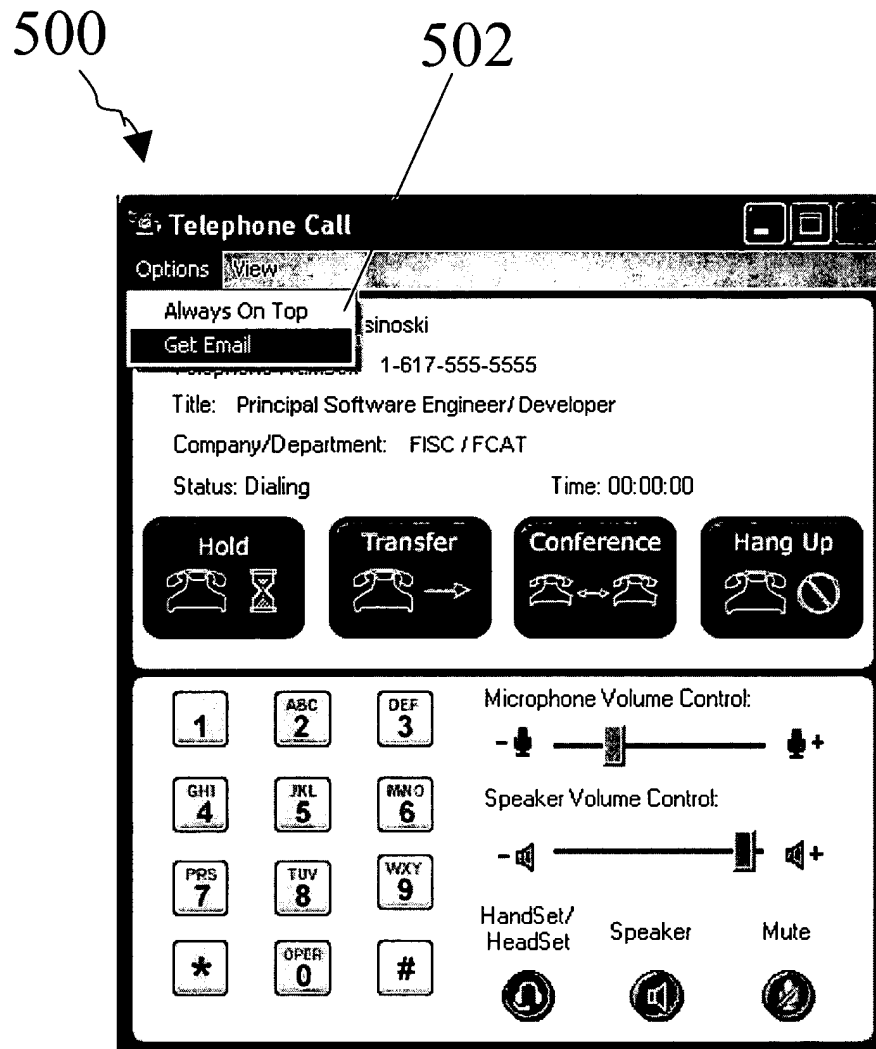 500
502
Telephone Call
Options View
Always On Top
Get Email
sinoski
1-617-555-5555
Title: Principal Software Engineer/Developer
Company/Department: FISC / FCAT
Status: Dialing Time: 00:00:00
Hold Transfer Conference Hang Up
Microphone Volume Control:
1 ABC 2 DEF 3
- +
GHI 4 JKL 5 MNO 6
Speaker Volume Control:
- +
PRS 7 TUV 8 WXY 9
HandSet/ HeadSet Speaker Mute
* OPER 0 #